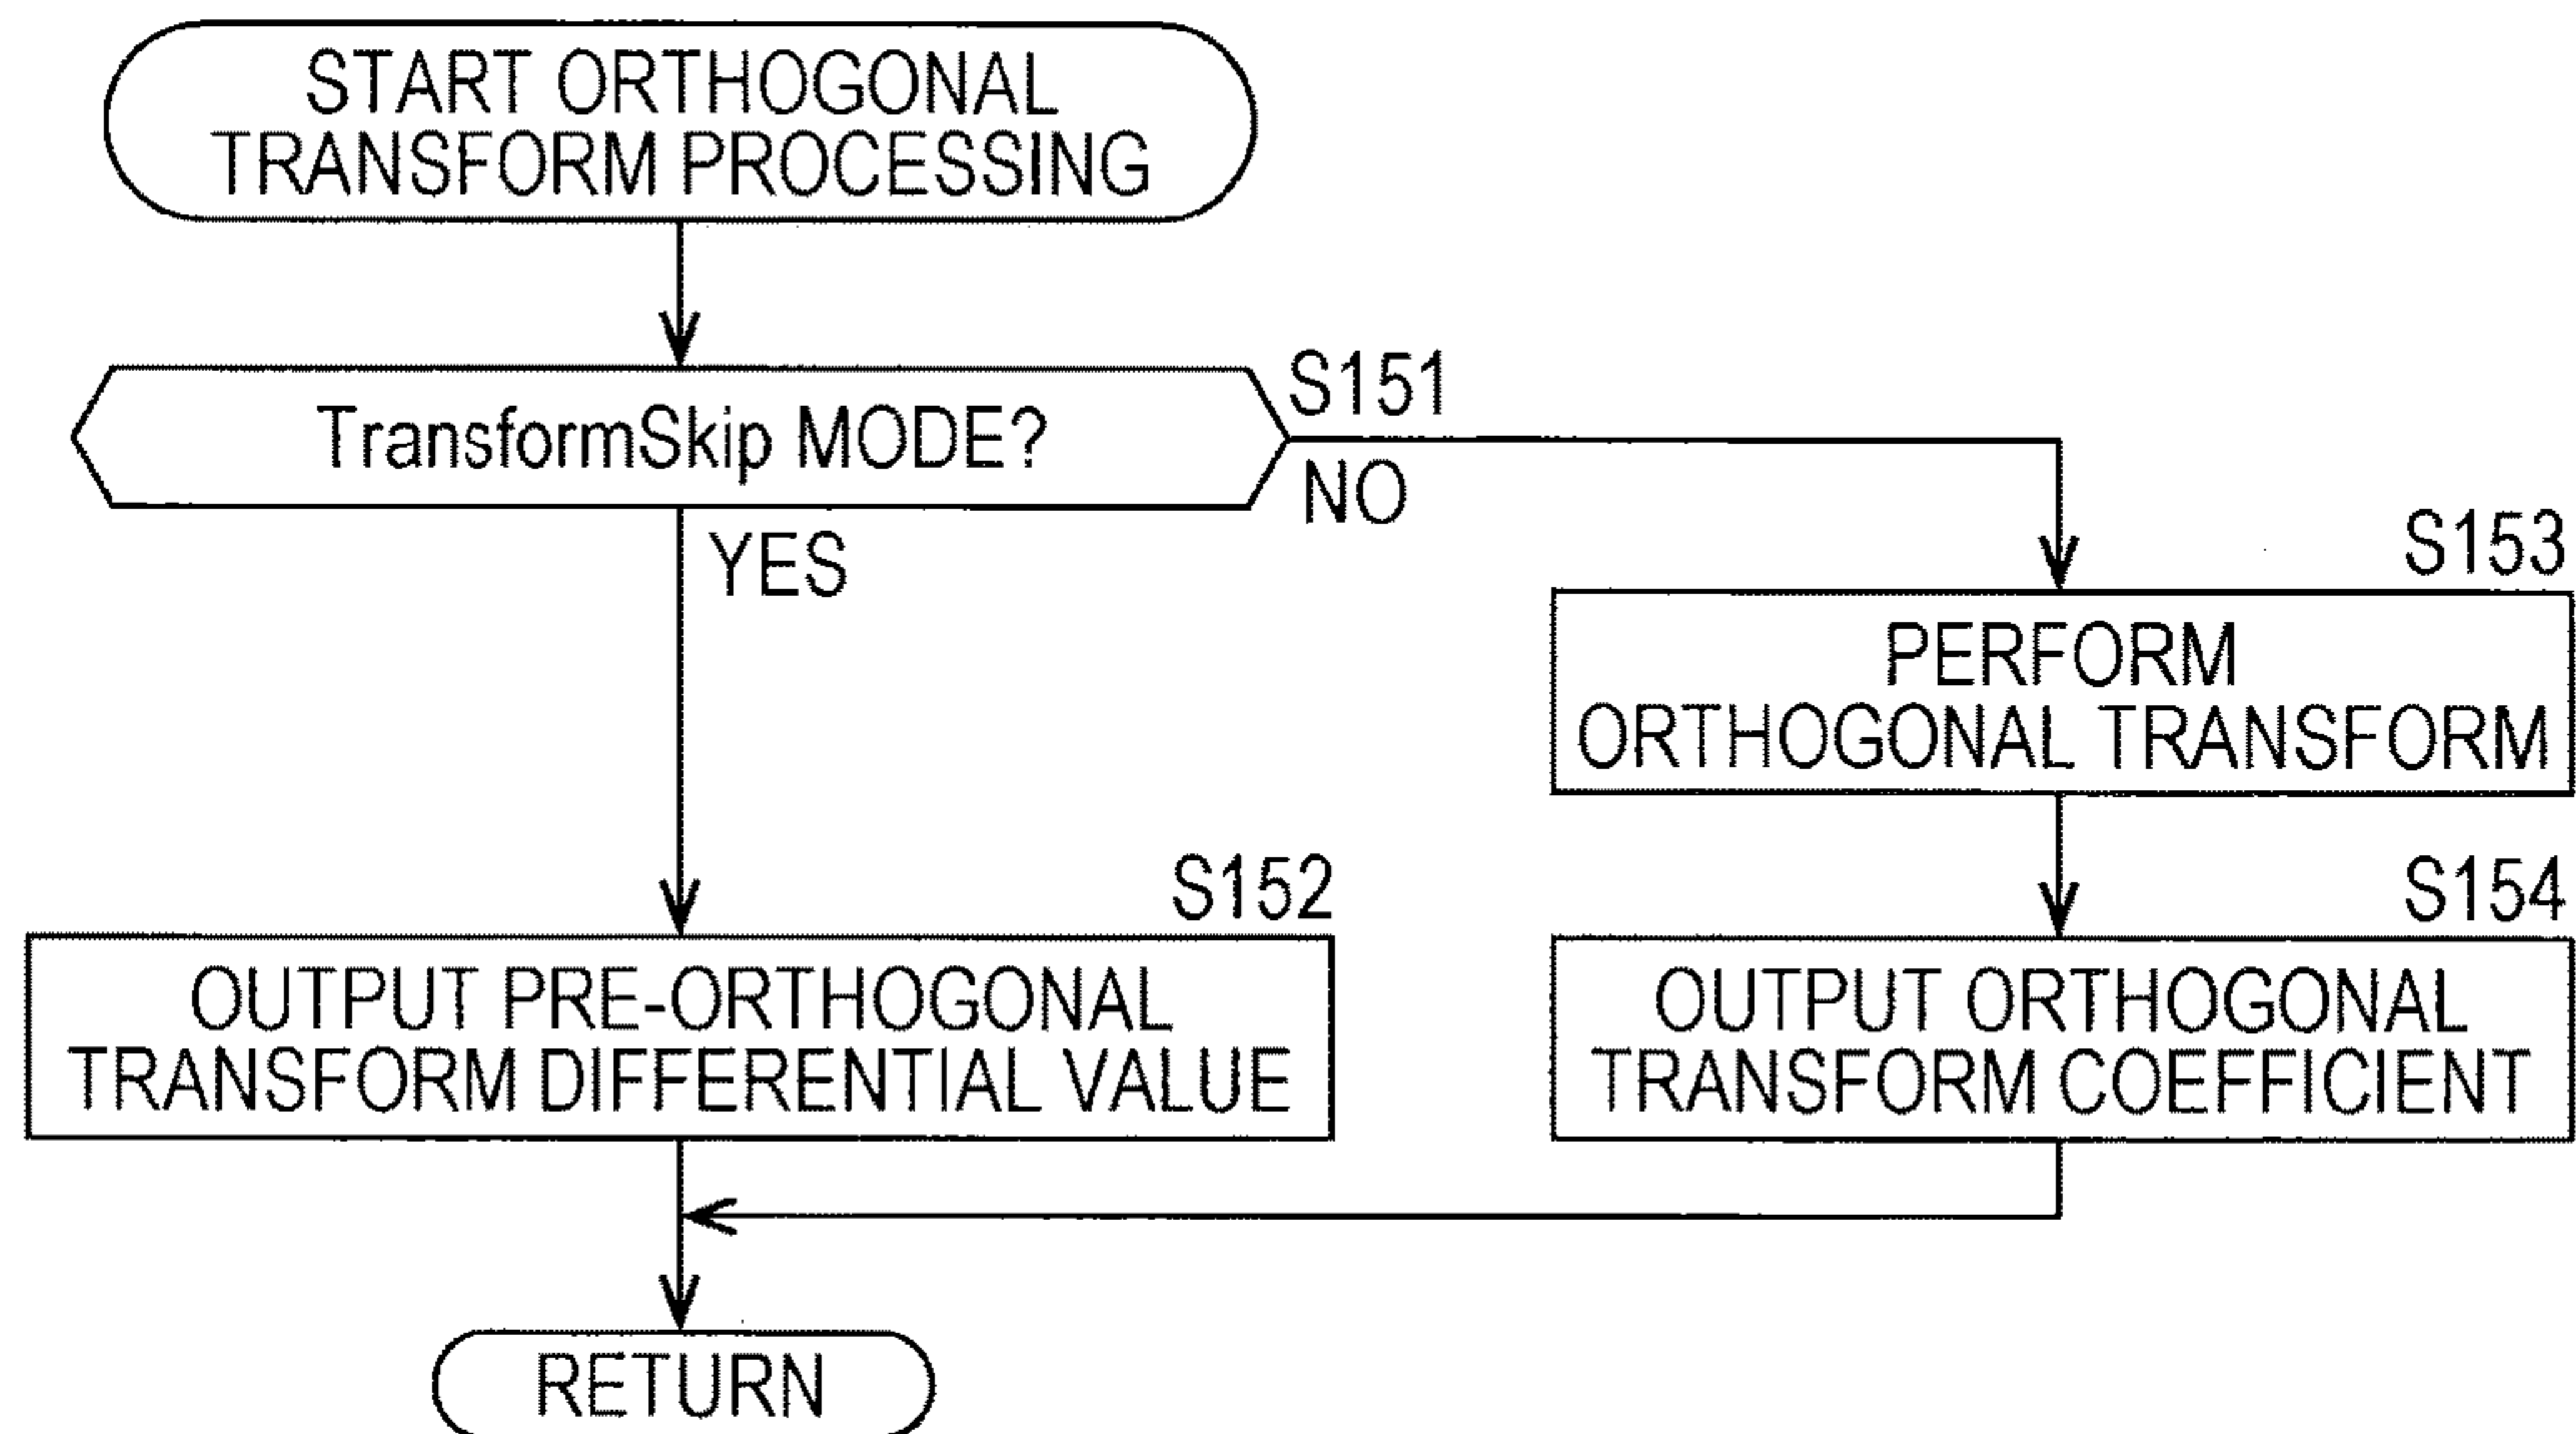 START ORTHOGONAL
TRANSFORM PROCESSING
TransformSkip MODE?
S151
NO
YES
S153
PERFORM
ORTHOGONAL TRANSFORM
S152
OUTPUT PRE-ORTHOGONAL
TRANSFORM DIFFERENTIAL VALUE
S154
OUTPUT ORTHOGONAL
TRANSFORM COEFFICIENT
RETURN